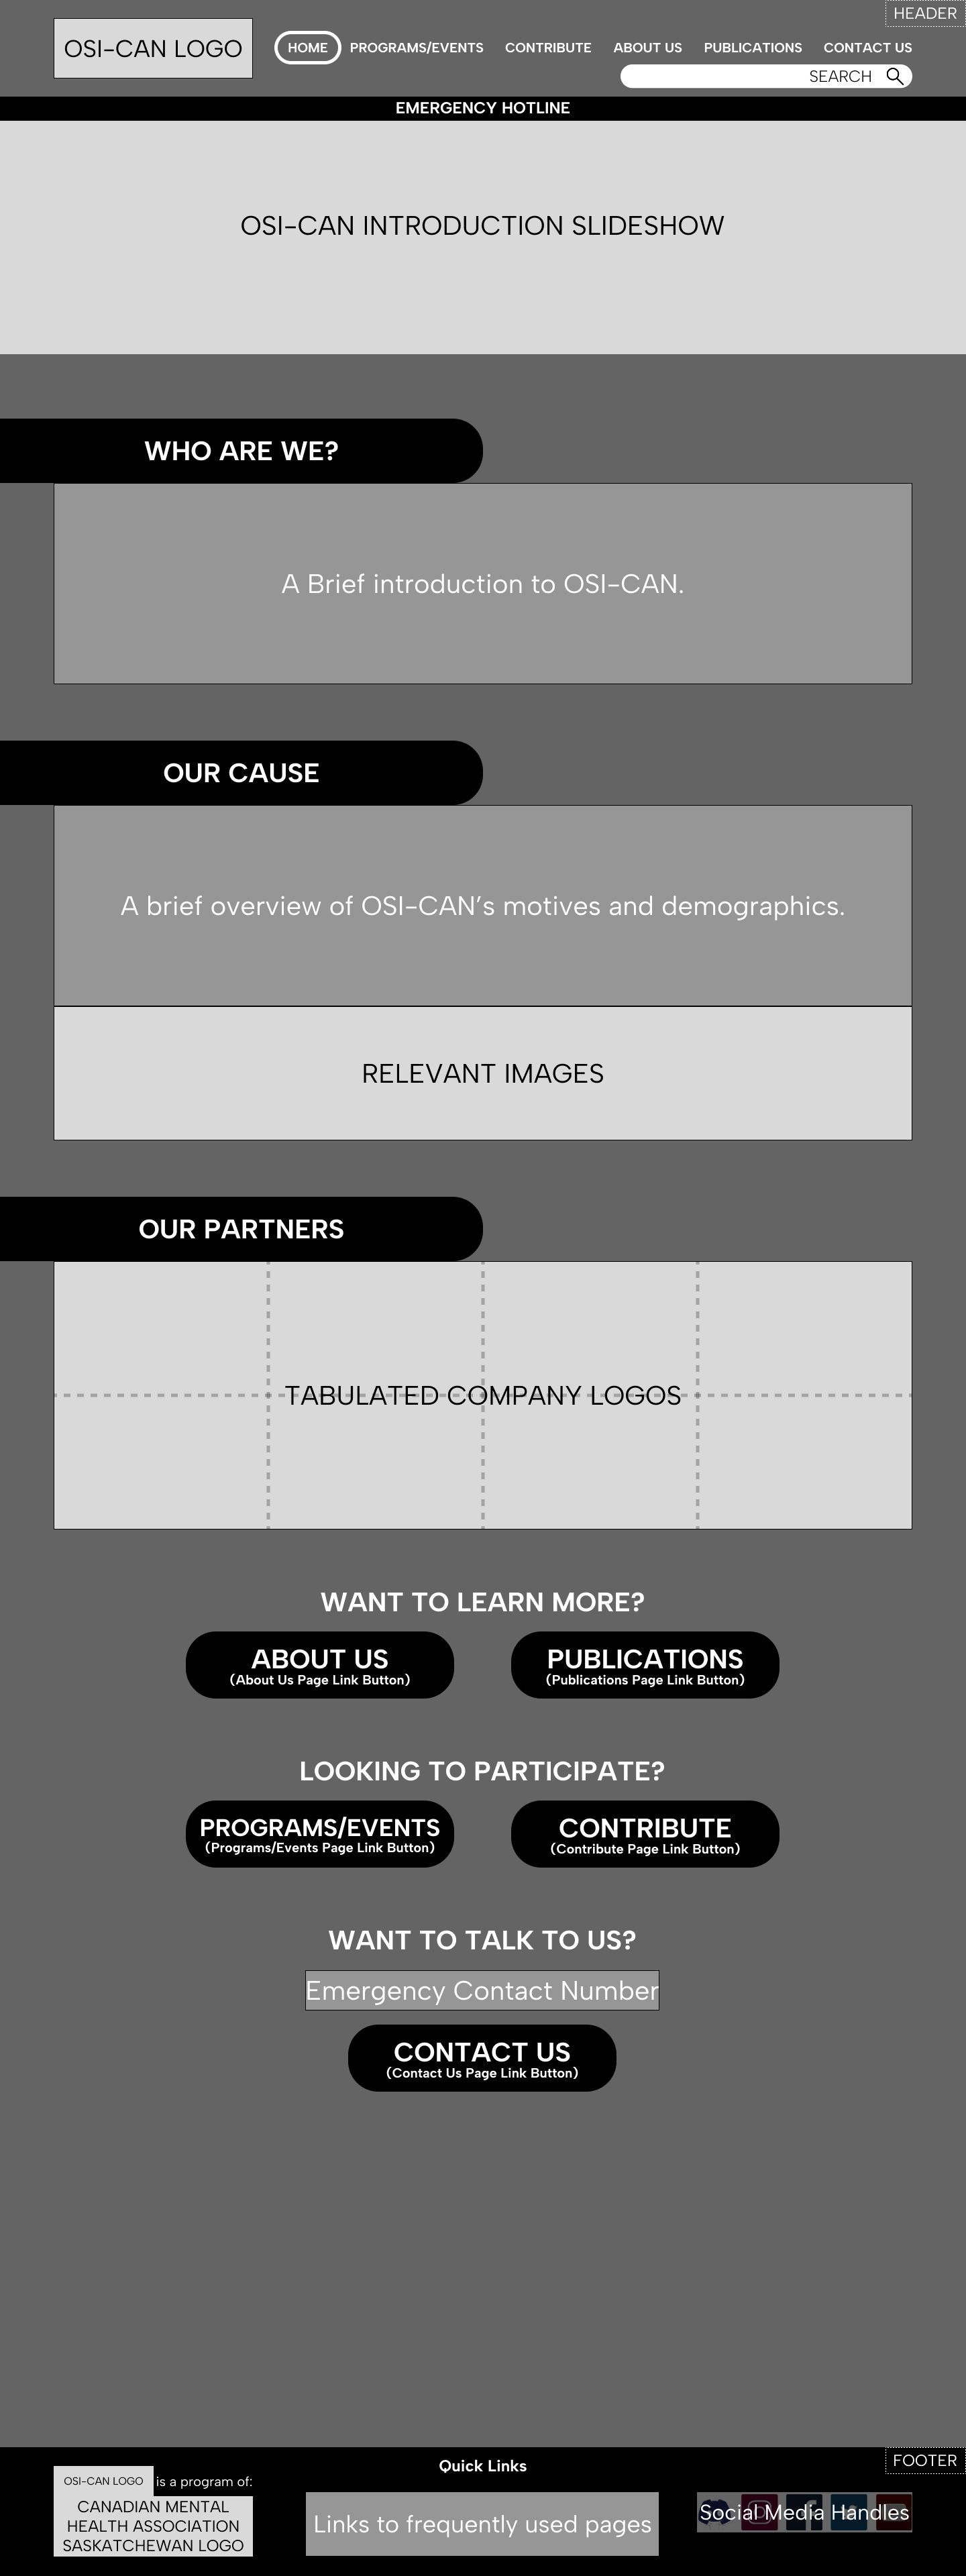 HEADER
OSI-CAN LOGO
HOME PROGRAMS/EVENTS CONTRIBUTE ABOUT US PUBLICATIONS CONTACT US
SEARCH
EMERGENCY HOTLINE
OSI-CAN INTRODUCTION SLIDESHOW
WHO ARE WE?
A Brief introduction to OSI-CAN.
OUR CAUSE
A brief overview of OSI-CAN's motives and demographics.
RELEVANT IMAGES
OUR PARTNERS
TABULATED COMPANY LOGOS
WANT TO LEARN MORE?
ABOUT US
(About Us Page Link Button)
PUBLICATIONS
(Publications Page Link Button)
LOOKING TO PARTICIPATE?
PROGRAMS/EVENTS
(Programs/Events Page Link Button)
CONTRIBUTE
(Contribute Page Link Button)
WANT TO TALK TO US?
Emergency Contact Number
CONTACT US
(Contact Us Page Link Button)
FOOTER
OSI-CAN LOGO is a program of:
CANADIAN MENTAL
HEALTH ASSOCIATION
SASKATCHEWAN LOGO
Quick Links
Links to frequently used pages
Social Media Handles